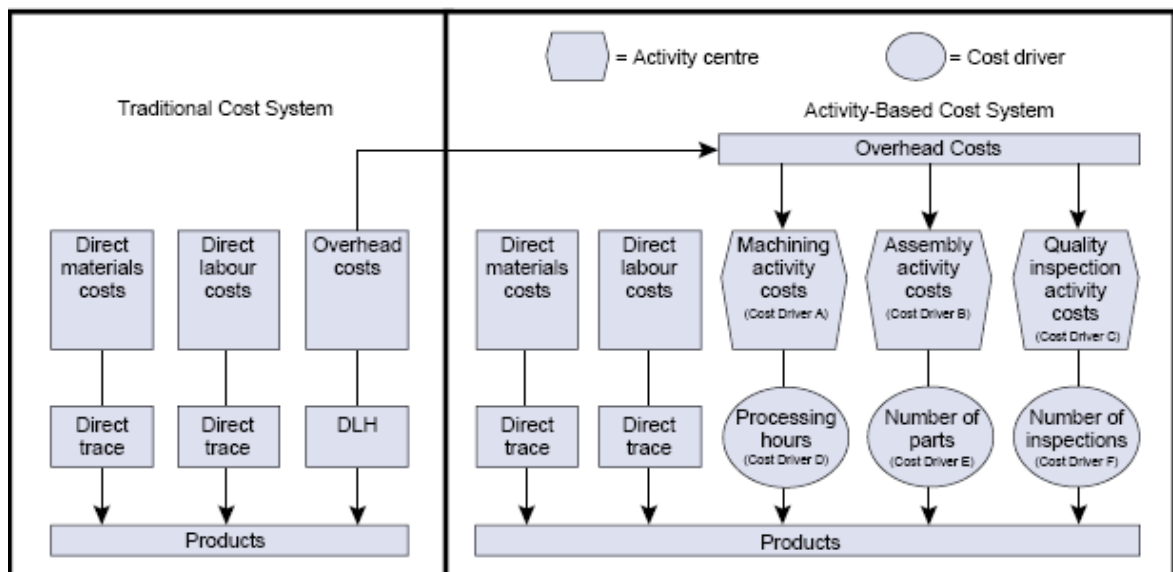 = Activity centre
= Cost driver
Traditional Cost System
Activity-Based Cost System
Overhead Costs
Direct
materials
costs
Direct
labour
costs
Overhead
costs
Direct
materials
costs
Direct
labour
costs
Machining
activity
costs
(Cost Driver A)
Assembly
activity
costs
(Cost Driver B)
Quality
inspection
activity
costs
(Cost Driver C)
Direct
trace
Direct
trace
DLH
Direct
trace
Direct
trace
Processing
hours
(Cost Driver D)
Number of
parts
(Cost Driver E)
Number of
inspections
(Cost Driver F)
Products
Products